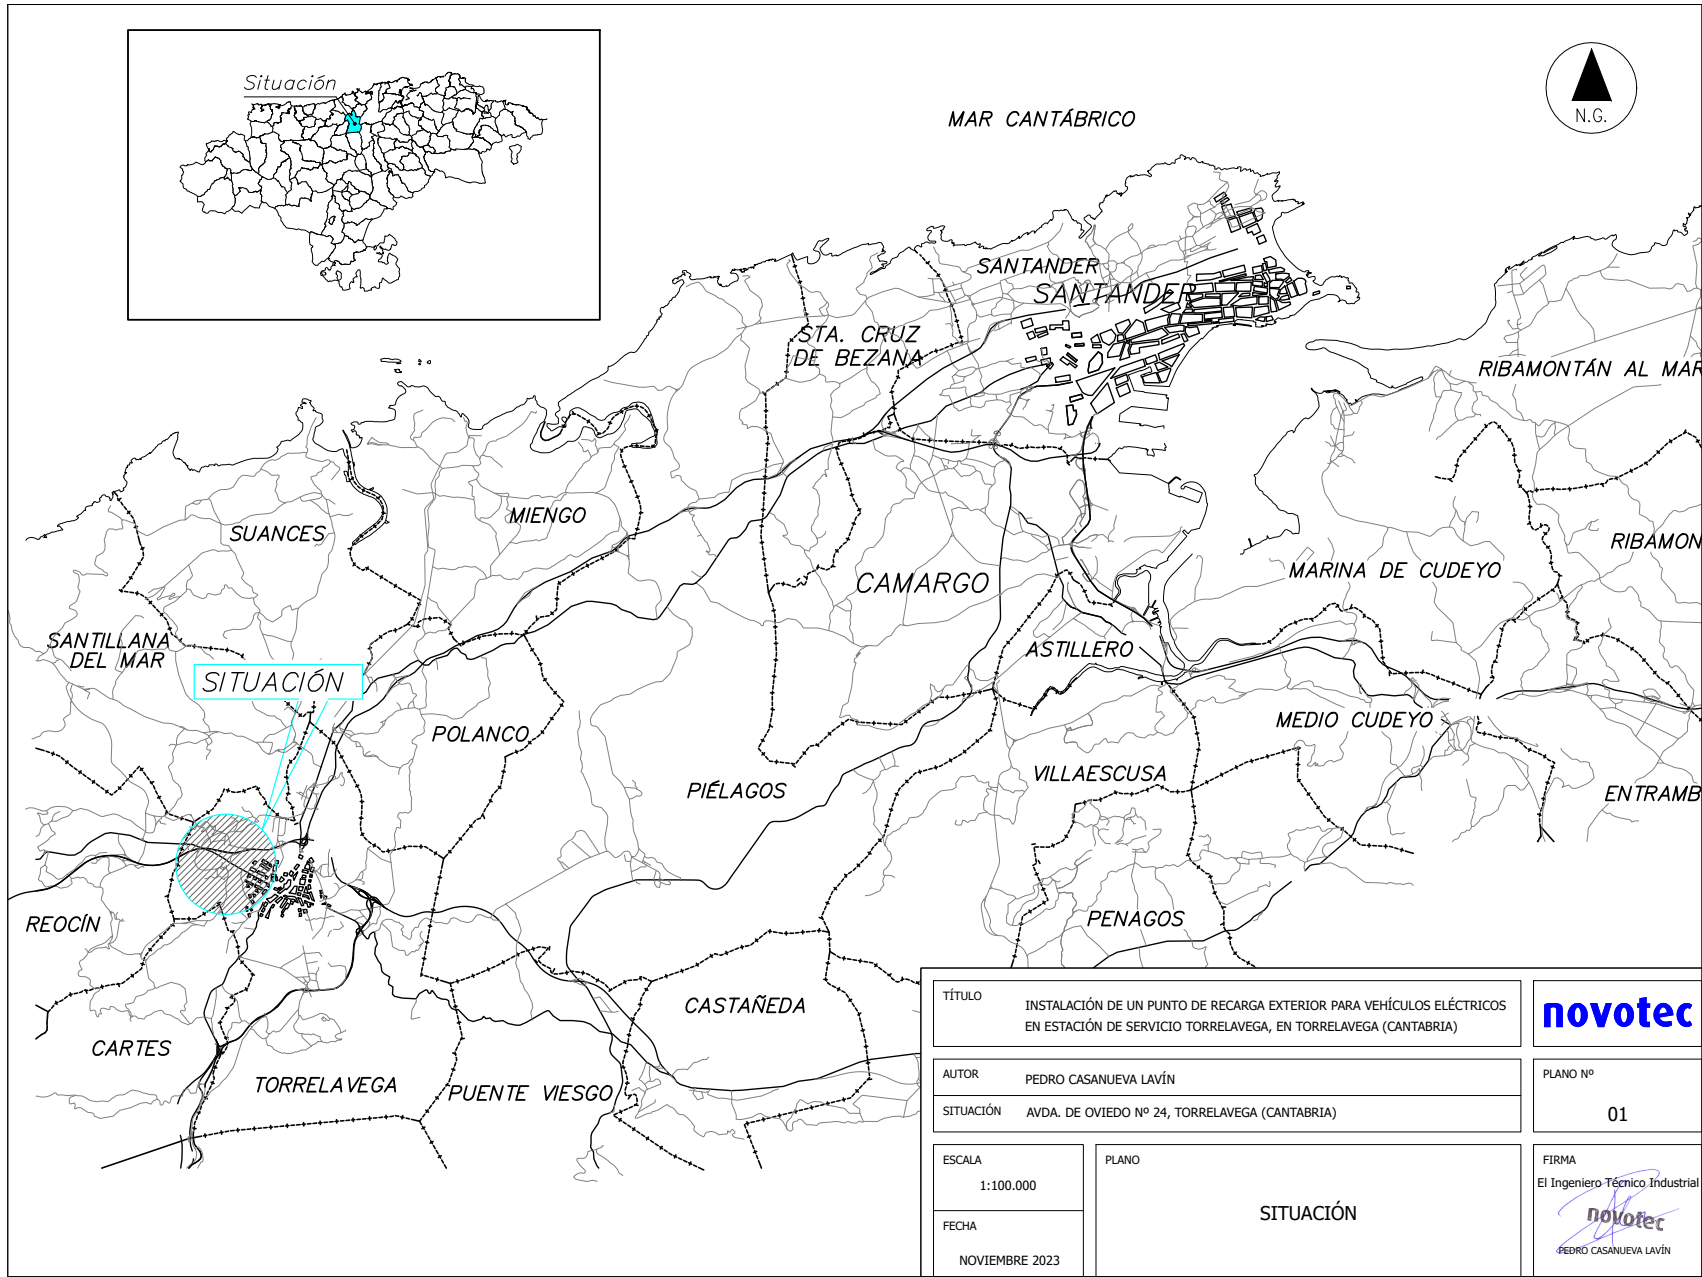 Situación
MAR CANTÁBRICO
N.G.
SANTANDER
SANTANDER
STA. CRUZ
DE BEZANA
RIBAMONTÁN AL MAR
SUANCES
MIENGO
RIBAMON
CAMARGO
MARINA DE CUDEYO
SANTILLANA
DEL MAR
ASTILLERO
SITUACIÓN
POLANCO
MEDIO CUDEYO
PIÉLAGOS
VILLAESCUSA
ENTRAMB
REOCÍN
PENAGOS
CASTAÑEDA
CARTES
TORRELAVEGA
PUENTE VIESGO
TÍTULO
INSTALACIÓN DE UN PUNTO DE RECARGA EXTERIOR PARA VEHÍCULOS ELÉCTRICOS
EN ESTACIÓN DE SERVICIO TORRELAVEGA, EN TORRELAVEGA (CANTABRIA)
novotec
AUTOR PEDRO CASANUEVA LAVÍN
SITUACIÓN AVDA. DE OVIEDO Nº 24, TORRELAVEGA (CANTABRIA)
PLANO Nº
01
ESCALA
1:100.000
FECHA
NOVIEMBRE 2023
PLANO
SITUACIÓN
FIRMA
El Ingeniero Técnico Industrial
novotec
PEDRO CASANUEVA LAVÍN